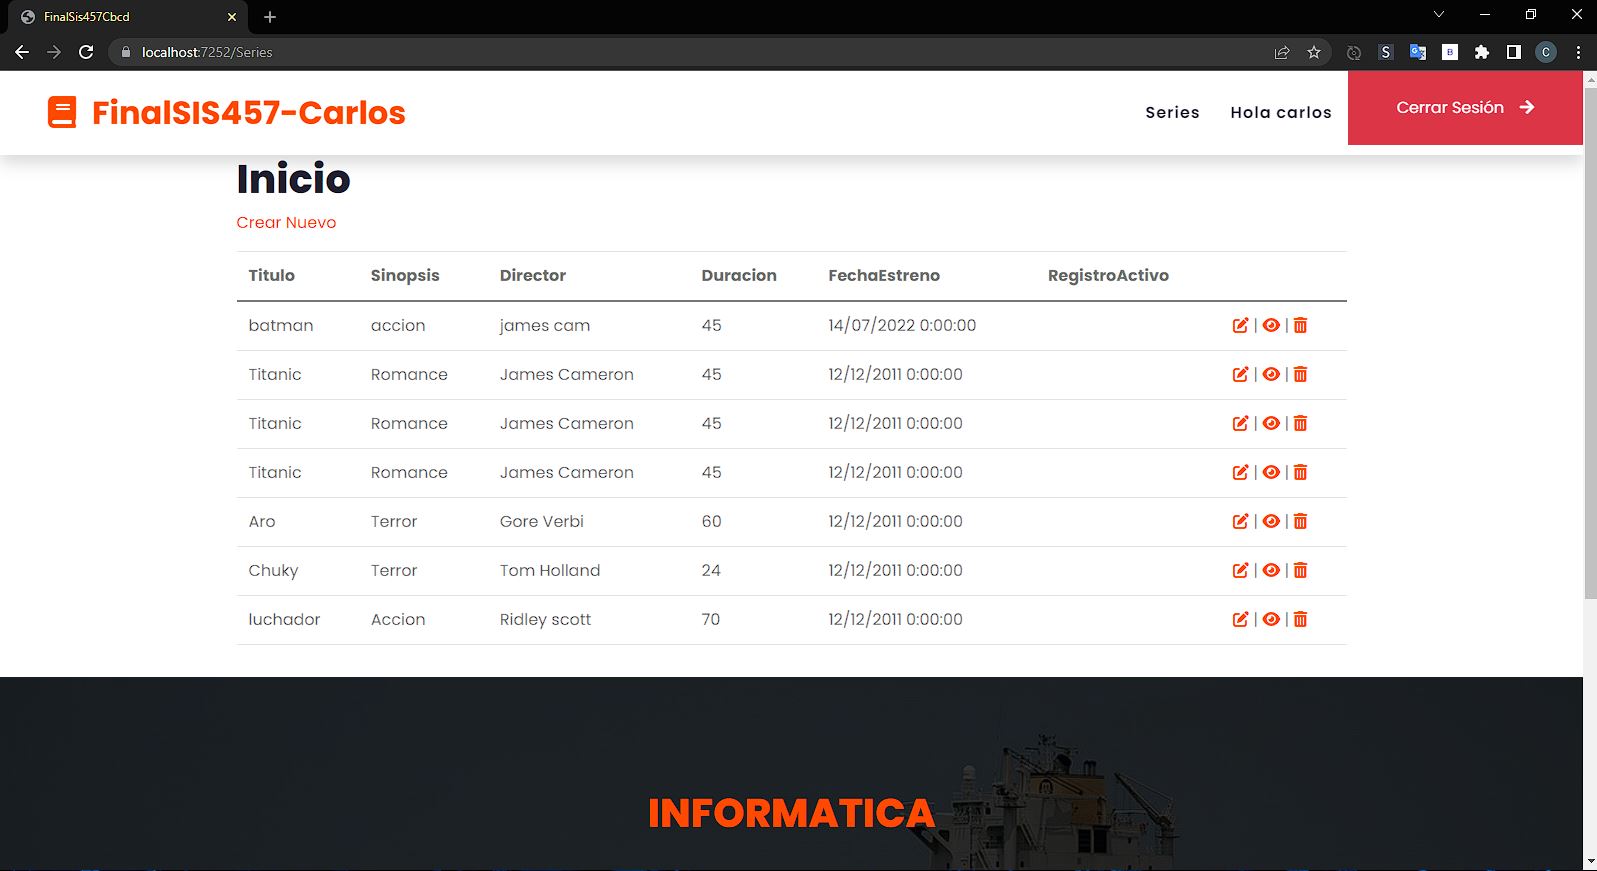 FinalSis457Cbcd
localhost:7252/Series
FinalSIS457-Carlos
Series
Hola carlos
Cerrar Sesión
Inicio
Crear Nuevo
Titulo Sinopsis Director Duracion FechaEstreno RegistroActivo
batman accion james cam 45 14/07/2022 0:00:00 | |
Titanic Romance James Cameron 45 12/12/2011 0:00:00 | |
Titanic Romance James Cameron 45 12/12/2011 0:00:00 | |
Titanic Romance James Cameron 45 12/12/2011 0:00:00 | |
Aro Terror Gore Verbi 60 12/12/2011 0:00:00 | |
Chuky Terror Tom Holland 24 12/12/2011 0:00:00 | |
luchador Accion Ridley scott 70 12/12/2011 0:00:00 | |
INFORMATICA